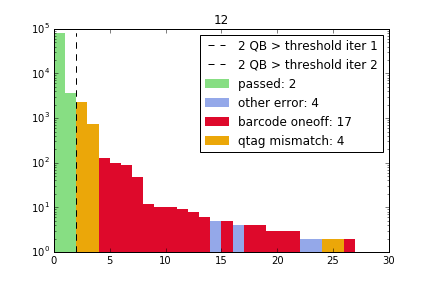 12
2 QB > threshold iter 1
2 QB > threshold iter 2
passed: 2
other error: 4
barcode oneoff: 17
qtag mismatch: 4
10^5
10^4
10^3
10^2
10^1
10^0
0 5 10 15 20 25 30